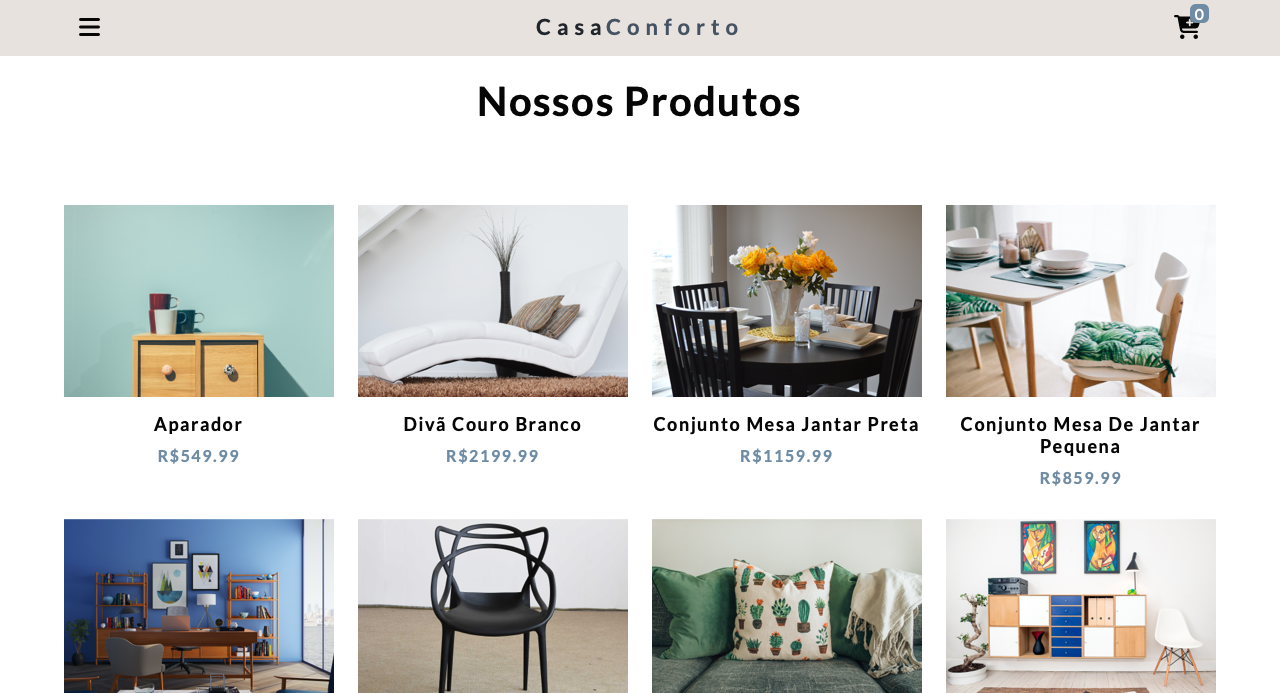 CasaConforto
0
Nossos Produtos
Aparador
R$549.99
Divã Couro Branco
R$2199.99
Conjunto Mesa Jantar Preta
R$1159.99
Conjunto Mesa De Jantar
Pequena
R$859.99